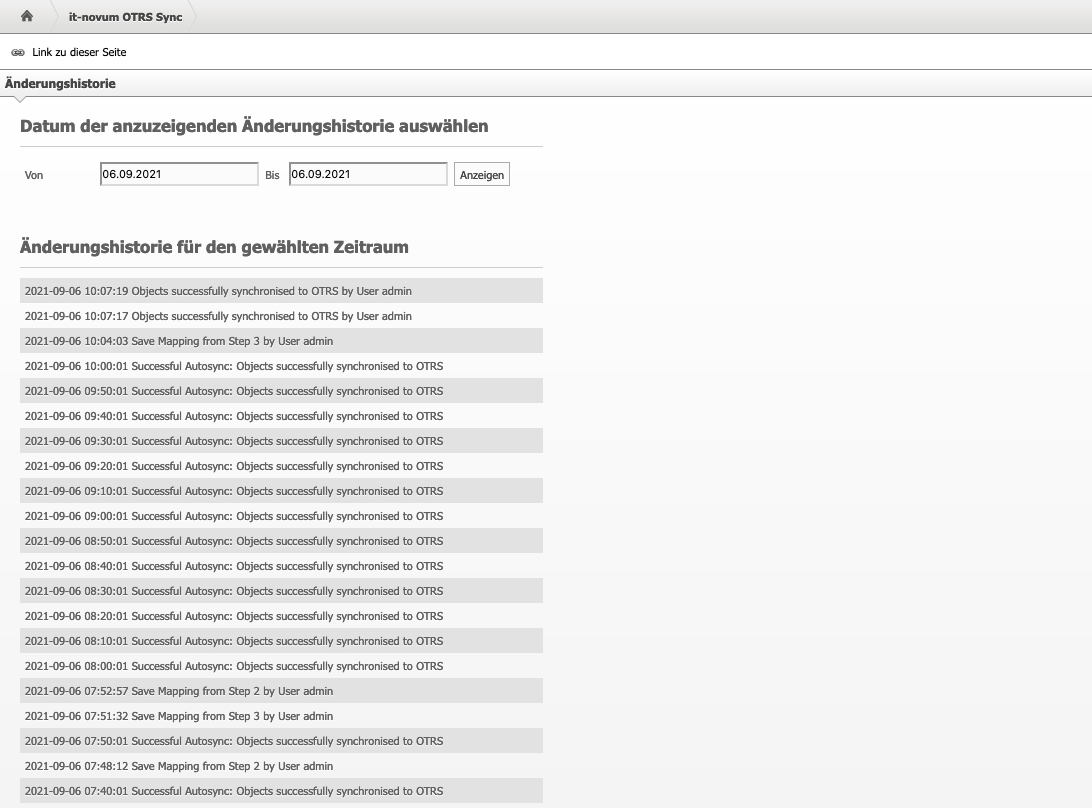 it-novum OTRS Sync
Link zu dieser Seite
Änderungshistorie
Datum der anzuzeigenden Änderungshistorie auswählen
Von 06.09.2021 Bis 06.09.2021 Anzeigen
Änderungshistorie für den gewählten Zeitraum
2021-09-06 10:07:19 Objects successfully synchronised to OTRS by User admin
2021-09-06 10:07:17 Objects successfully synchronised to OTRS by User admin
2021-09-06 10:04:03 Save Mapping from Step 3 by User admin
2021-09-06 10:00:01 Successful Autosync: Objects successfully synchronised to OTRS
2021-09-06 09:50:01 Successful Autosync: Objects successfully synchronised to OTRS
2021-09-06 09:40:01 Successful Autosync: Objects successfully synchronised to OTRS
2021-09-06 09:30:01 Successful Autosync: Objects successfully synchronised to OTRS
2021-09-06 09:20:01 Successful Autosync: Objects successfully synchronised to OTRS
2021-09-06 09:10:01 Successful Autosync: Objects successfully synchronised to OTRS
2021-09-06 09:00:01 Successful Autosync: Objects successfully synchronised to OTRS
2021-09-06 08:50:01 Successful Autosync: Objects successfully synchronised to OTRS
2021-09-06 08:40:01 Successful Autosync: Objects successfully synchronised to OTRS
2021-09-06 08:30:01 Successful Autosync: Objects successfully synchronised to OTRS
2021-09-06 08:20:01 Successful Autosync: Objects successfully synchronised to OTRS
2021-09-06 08:10:01 Successful Autosync: Objects successfully synchronised to OTRS
2021-09-06 08:00:01 Successful Autosync: Objects successfully synchronised to OTRS
2021-09-06 07:52:57 Save Mapping from Step 2 by User admin
2021-09-06 07:51:32 Save Mapping from Step 3 by User admin
2021-09-06 07:50:01 Successful Autosync: Objects successfully synchronised to OTRS
2021-09-06 07:48:12 Save Mapping from Step 2 by User admin
2021-09-06 07:40:01 Successful Autosync: Objects successfully synchronised to OTRS